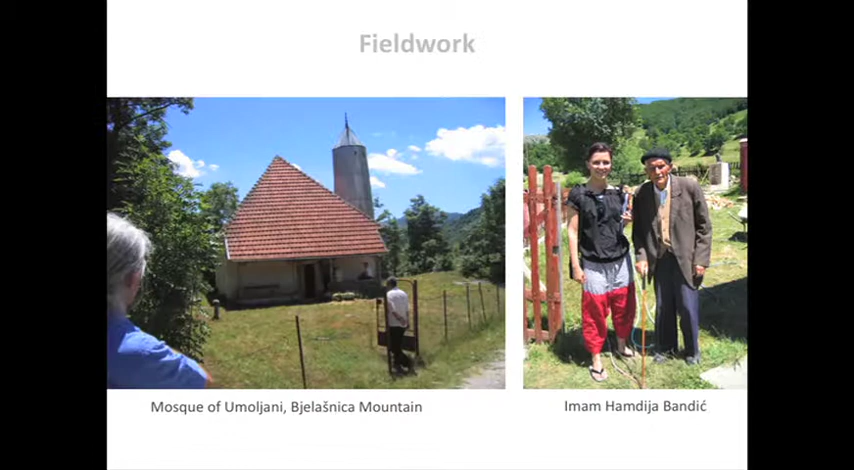 Fieldwork
Mosque of Umoljani, Bjelašnica Mountain
Imam Hamdija Bandić